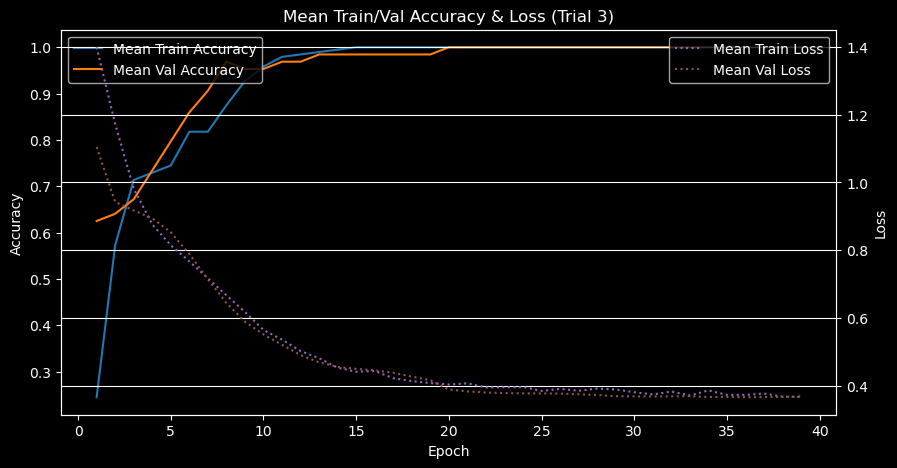 Mean Train/Val Accuracy & Loss (Trial 3)
Mean Train Accuracy
Mean Val Accuracy
Mean Train Loss
Mean Val Loss
1.0
0.9
0.8
0.7
0.6
0.5
0.4
0.3
Accuracy
1.4
1.2
1.0
0.8
0.6
0.4
Loss
0 5 10 15 20 25 30 35 40
Epoch